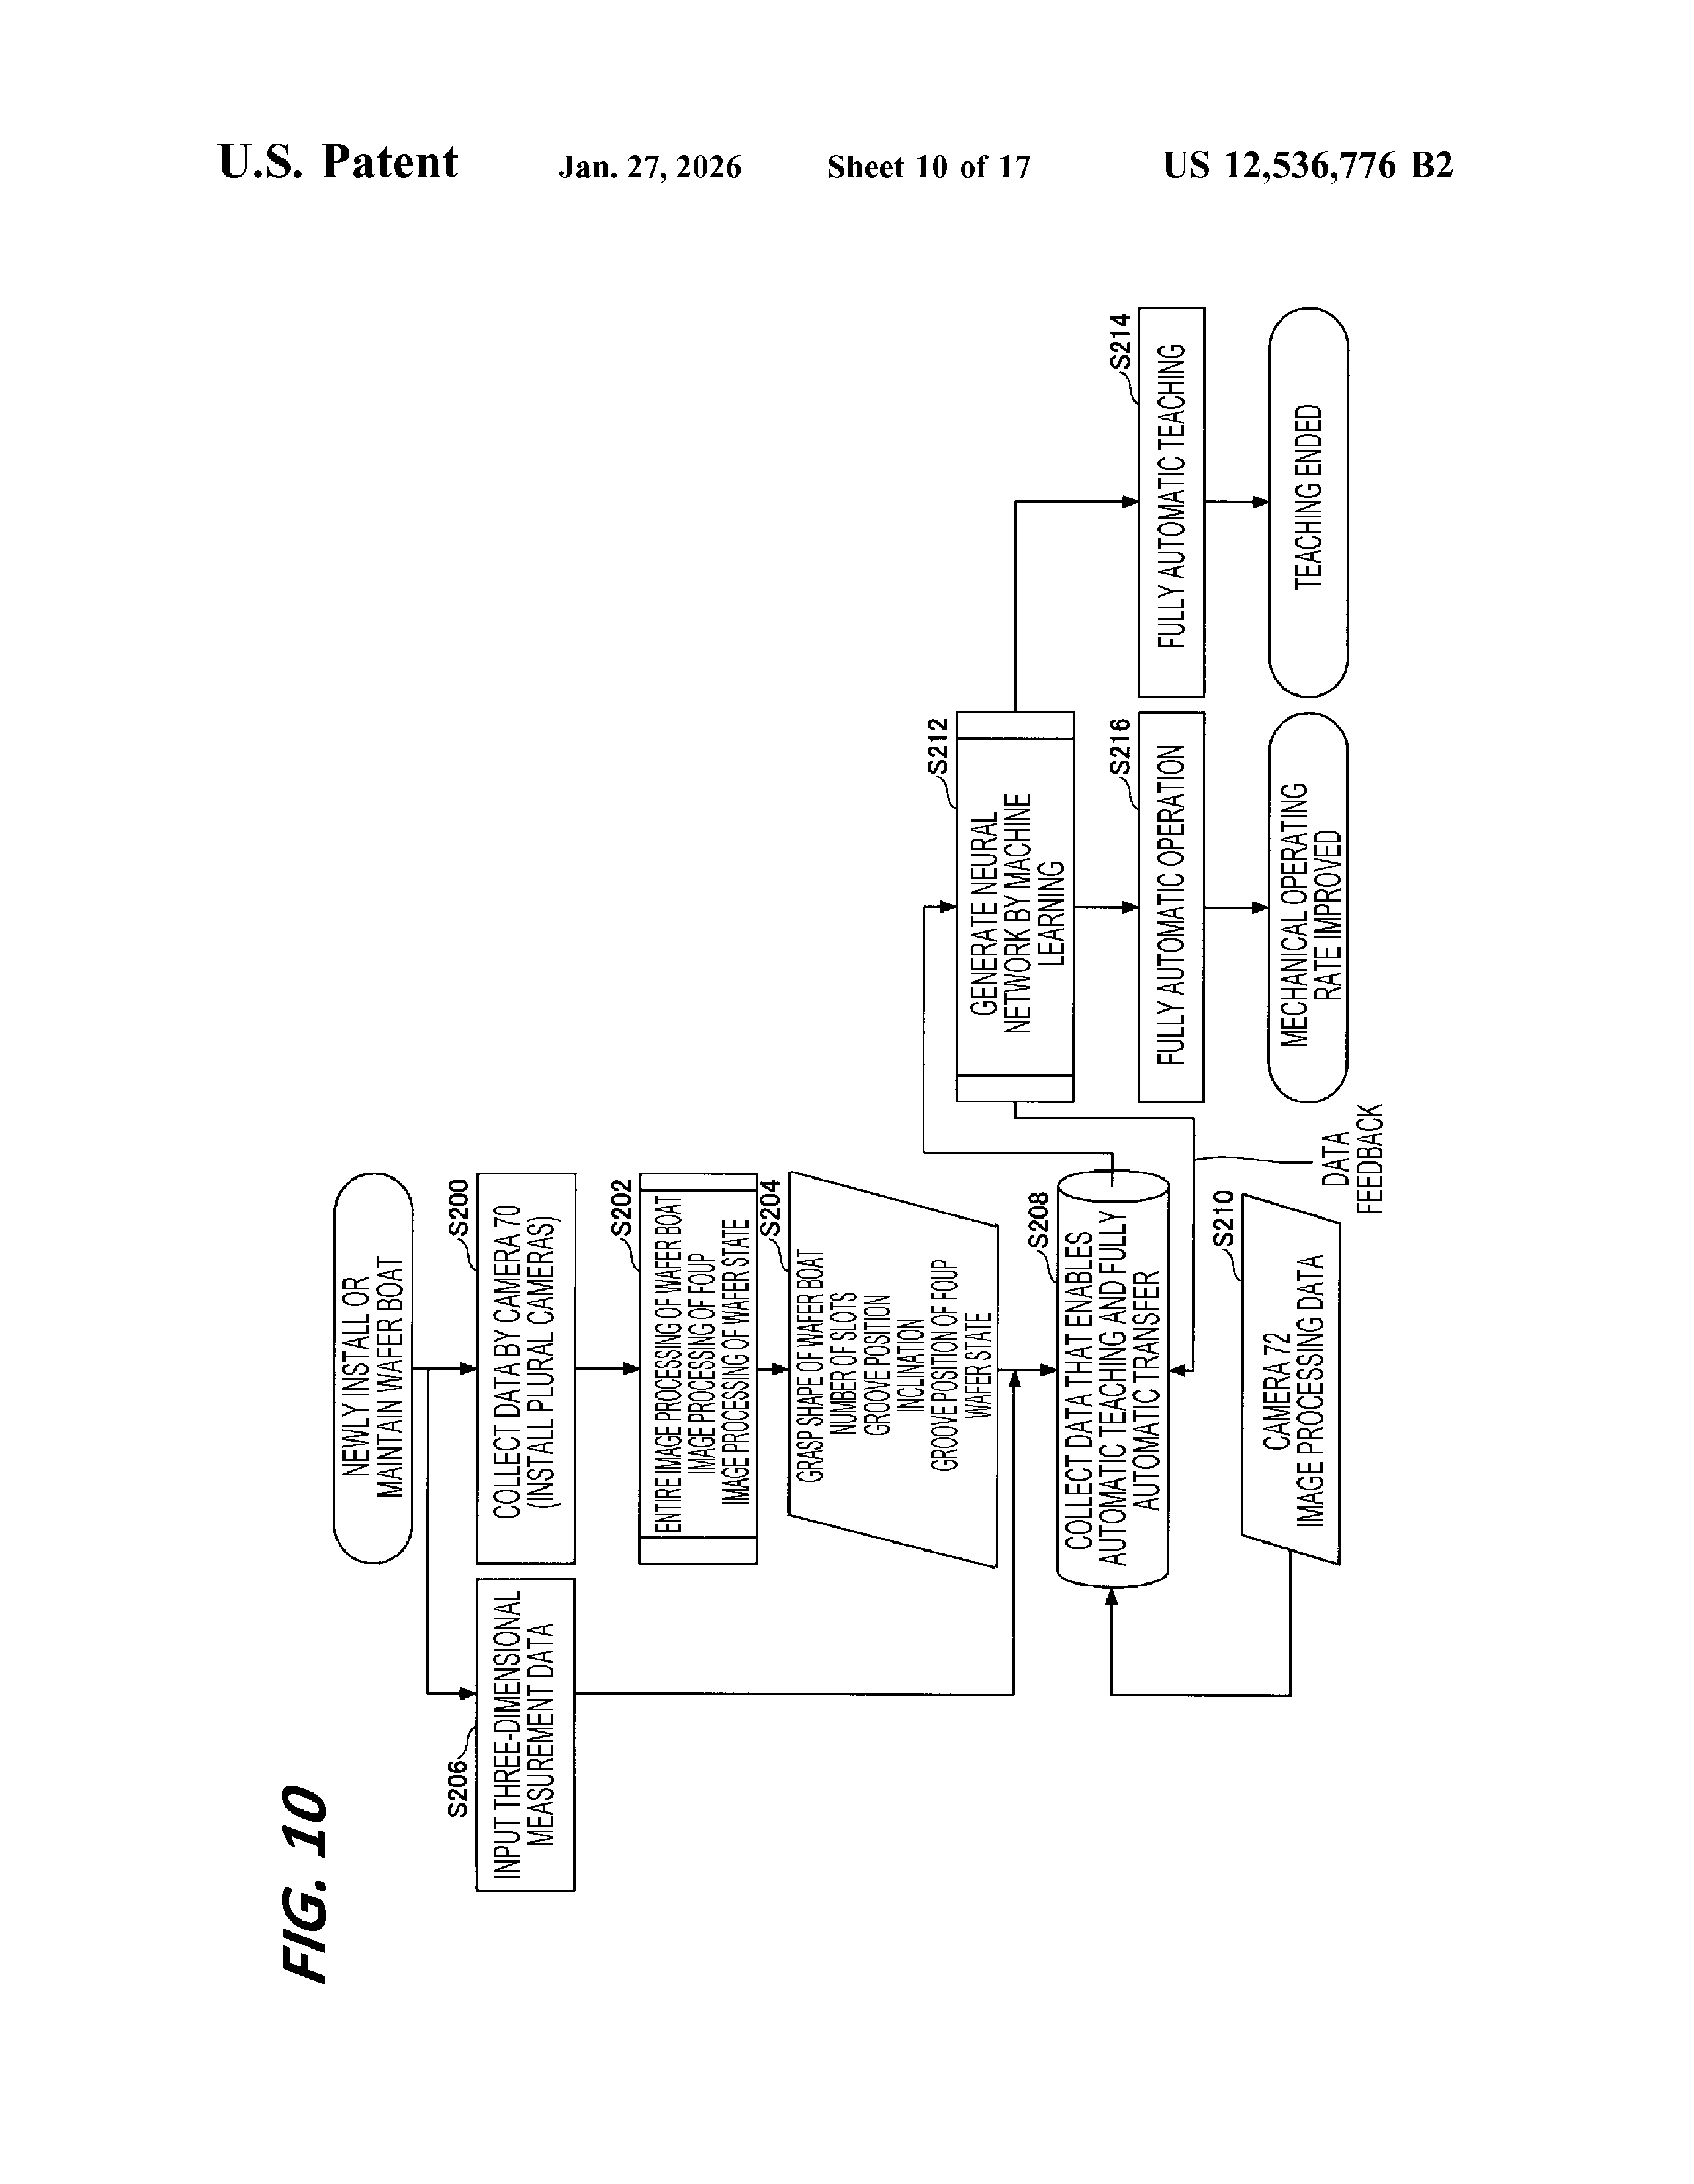 U.S. Patent Jan. 27, 2026 Sheet 10 of 17 US 12,536,776 B2
FIG. 10
NEWLY INSTALL OR
MAINTAIN WAFER BOAT
S206
INPUT THREE-DIMENSIONAL
MEASUREMENT DATA
S200
COLLECT DATA BY CAMERA 70
(INSTALL PLURAL CAMERAS)
S202
ENTIRE IMAGE PROCESSING OF WAFER BOAT
IMAGE PROCESSING OF FOUP
IMAGE PROCESSING OF WAFER STATE
S204
GRASP SHAPE OF WAFER BOAT
NUMBER OF SLOTS
GROOVE POSITION
INCLINATION
GROOVE POSITION OF FOUP
WAFER STATE
S208
COLLECT DATA THAT ENABLES
AUTOMATIC TEACHING AND FULLY
AUTOMATIC TRANSFER
S210
CAMERA 72
IMAGE PROCESSING DATA
DATA
FEEDBACK
S212
GENERATE NEURAL
NETWORK BY MACHINE
LEARNING
S216
FULLY AUTOMATIC OPERATION
MECHANICAL OPERATING
RATE IMPROVED
S214
FULLY AUTOMATIC TEACHING
TEACHING ENDED